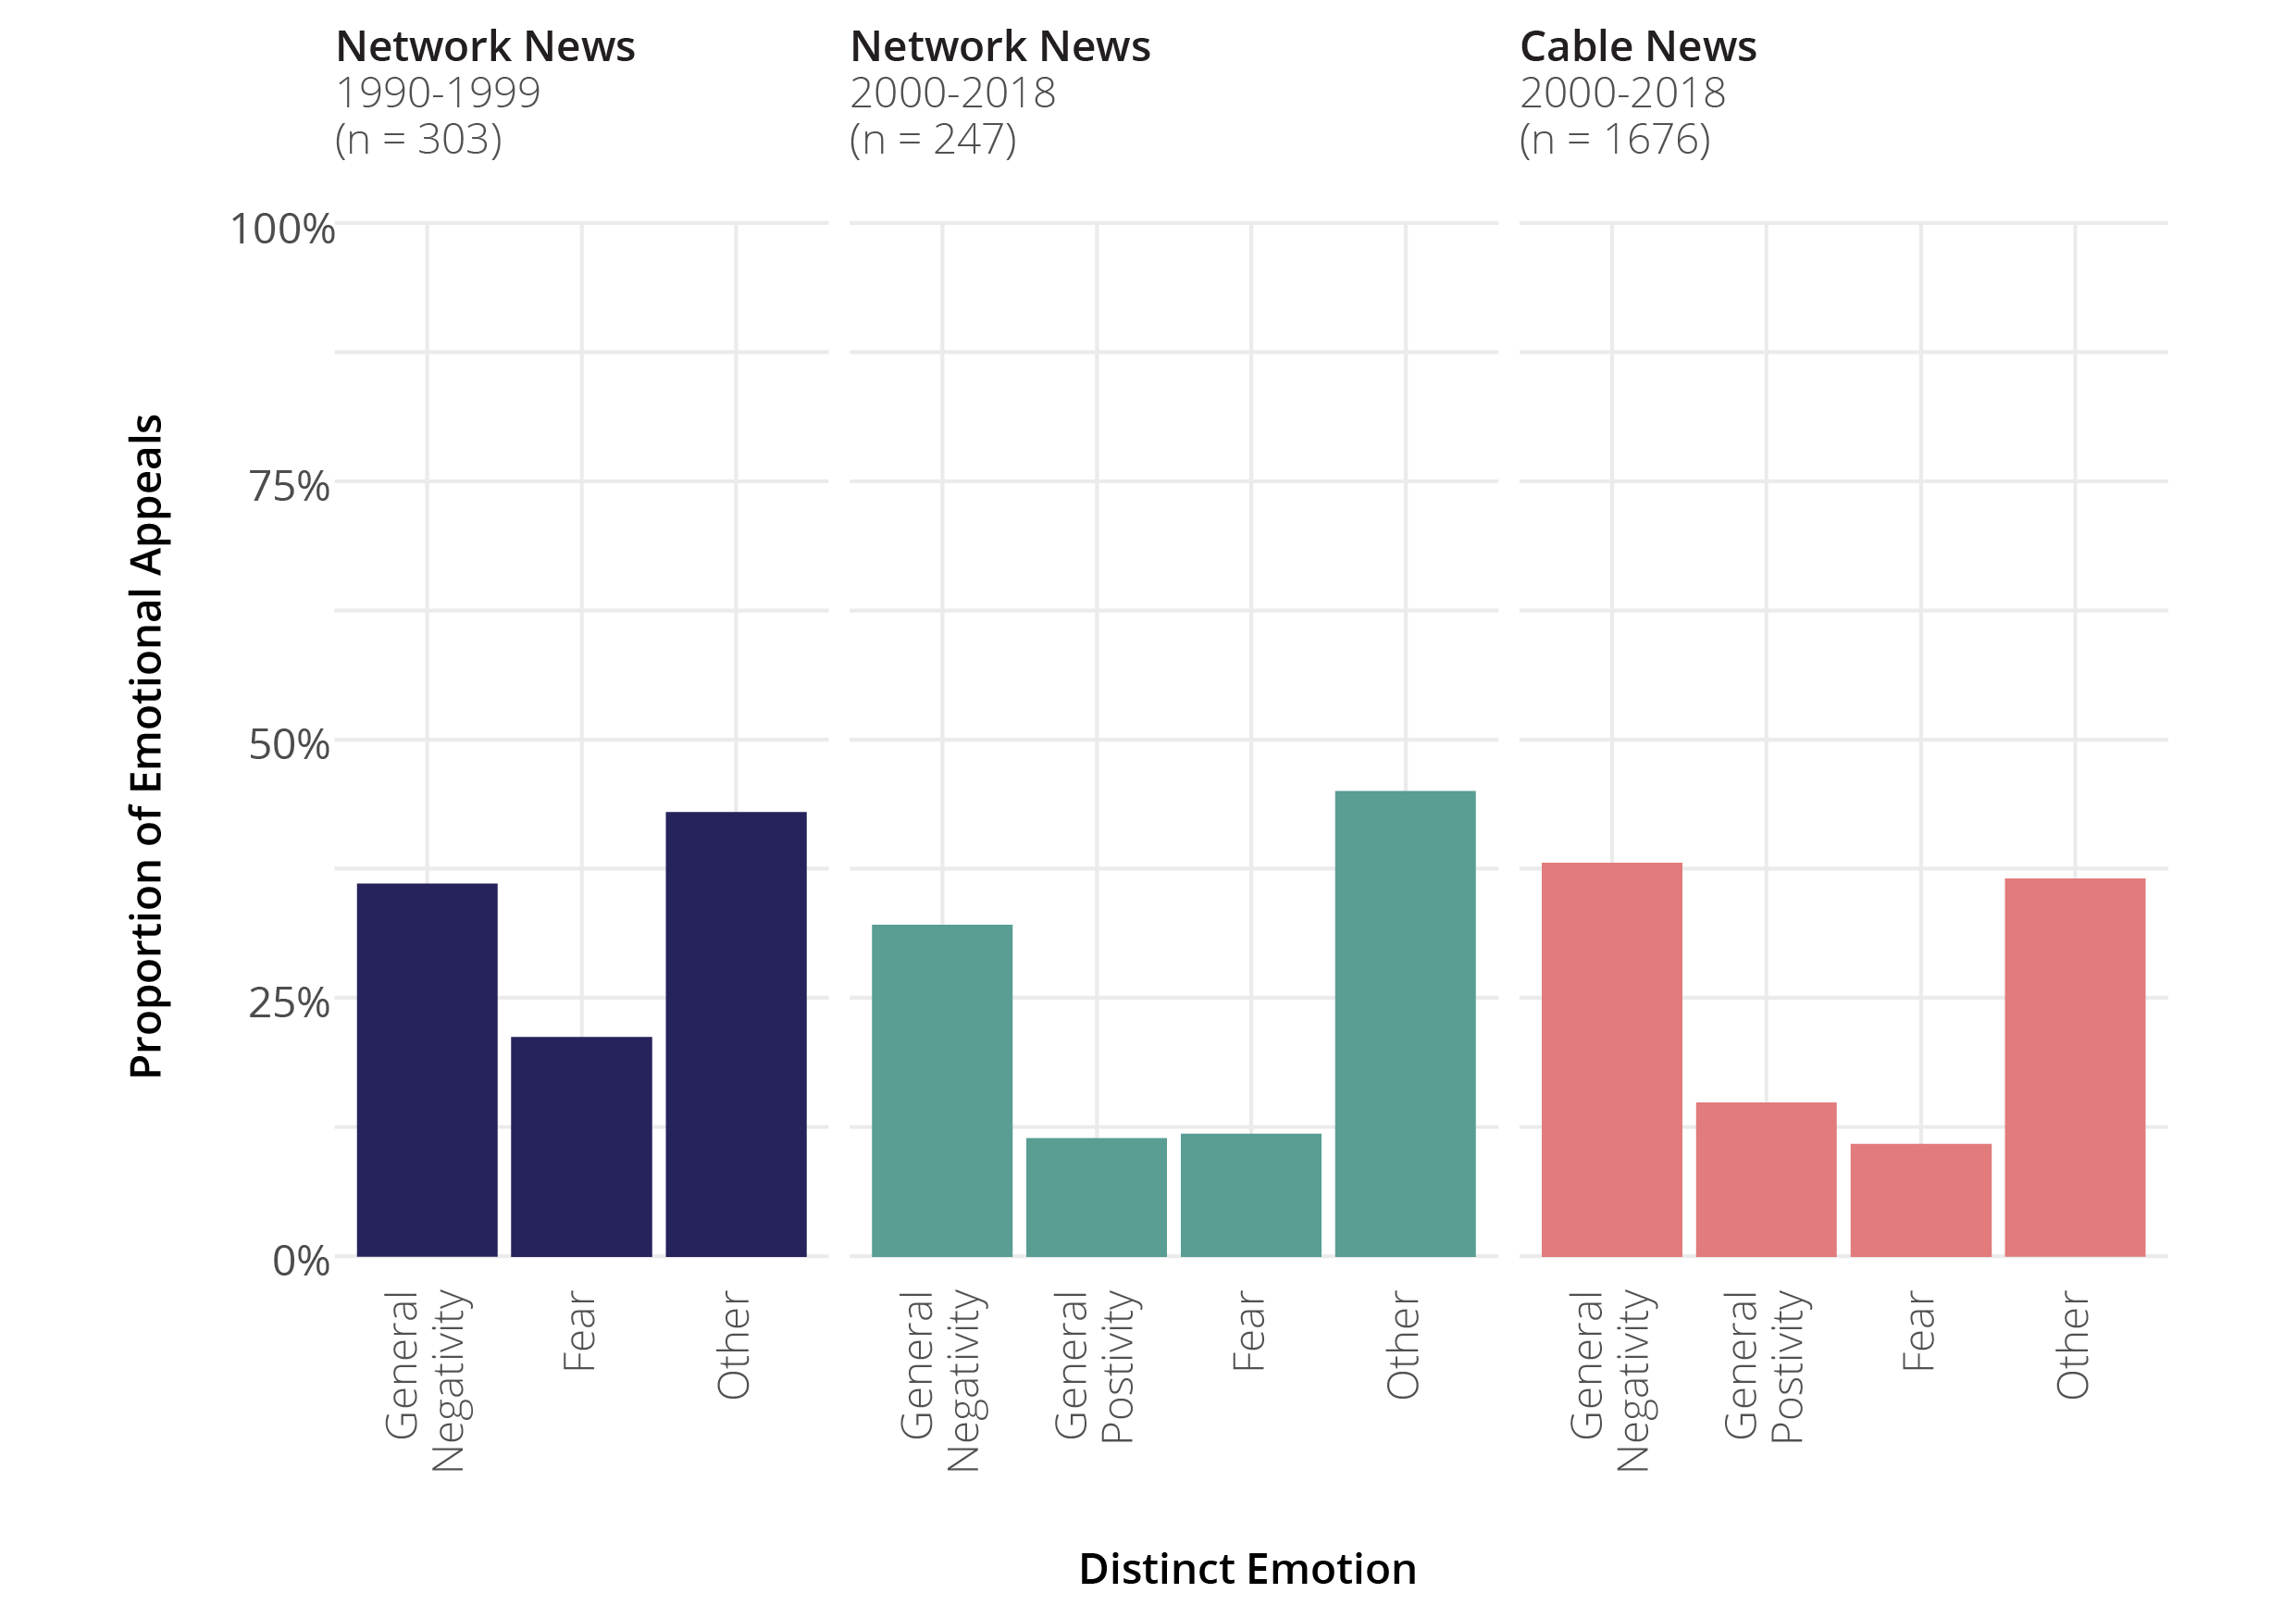 Network News
1990-1999
(n = 303)
Network News
2000-2018
(n = 247)
Cable News
2000-2018
(n = 1676)
Proportion of Emotional Appeals
100%
75%
50%
25%
0%
General
Negativity
Fear
Other
General
Negativity
General
Postivity
Fear
Other
General
Negativity
General
Postivity
Fear
Other
Distinct Emotion